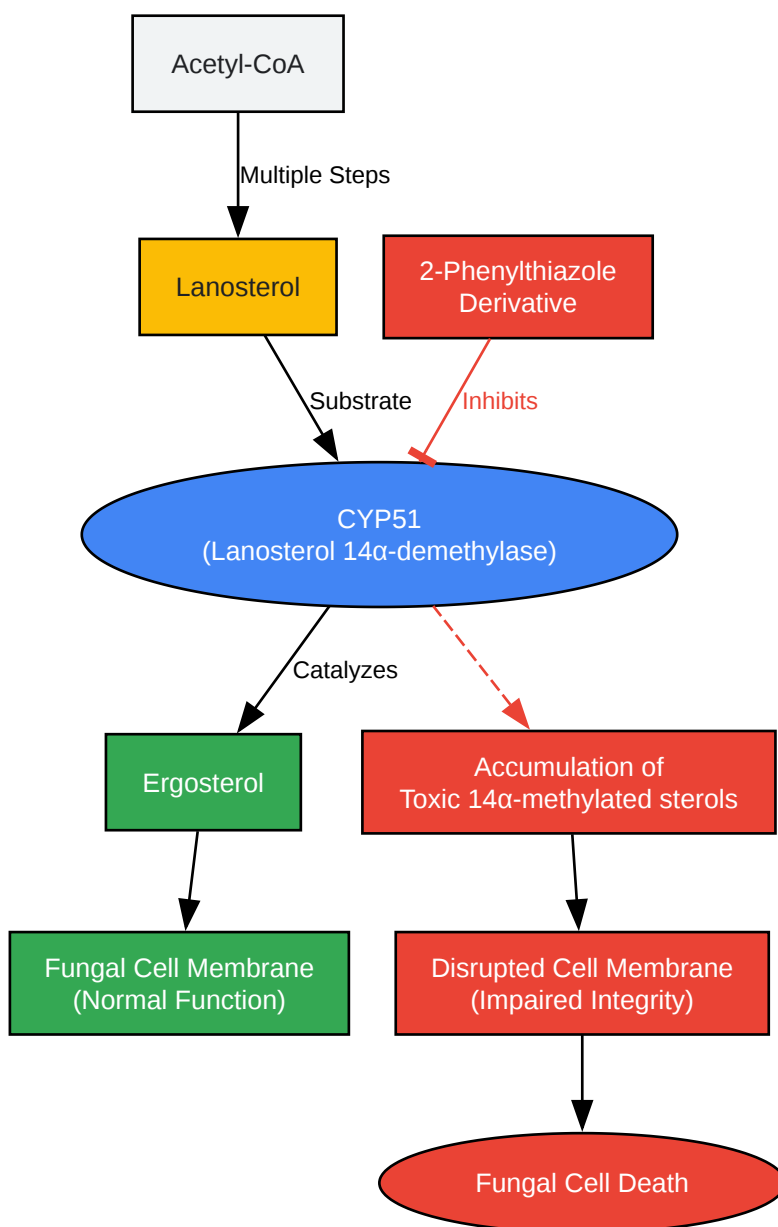 Acetyl-CoA
Multiple Steps
Lanosterol
2-Phenylthiazole
Derivative
Substrate
Inhibits
CYP51
(Lanosterol 14α-demethylase)
Catalyzes
Ergosterol
Accumulation of
Toxic 14α-methylated sterols
Fungal Cell Membrane
(Normal Function)
Disrupted Cell Membrane
(Impaired Integrity)
Fungal Cell Death